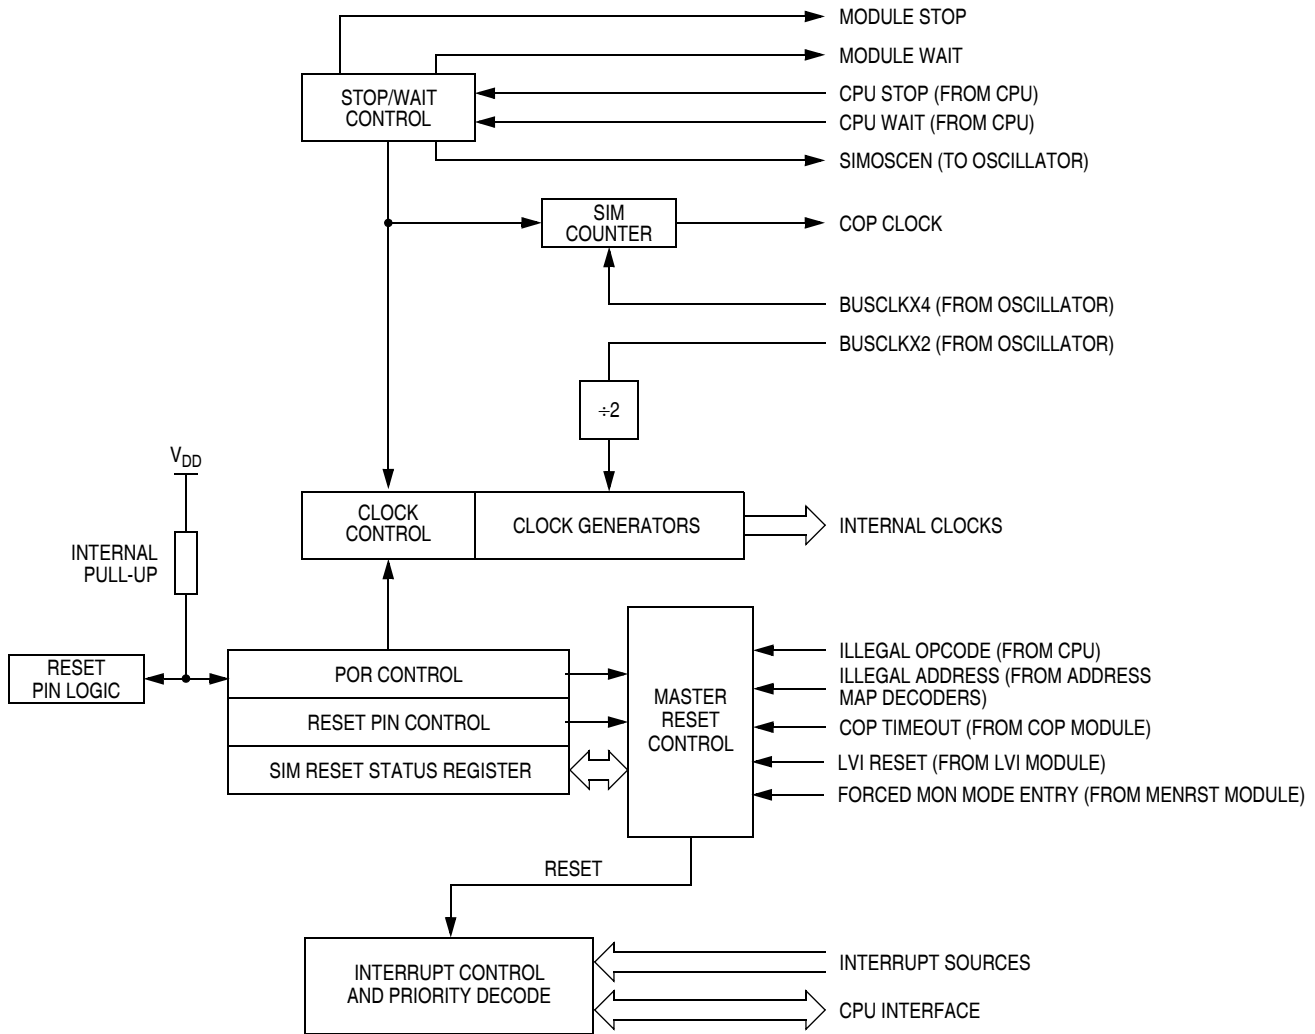 MODULE STOP
MODULE WAIT
STOP/WAIT
CONTROL
CPU STOP (FROM CPU)
CPU WAIT (FROM CPU)
SIMOSCEN (TO OSCILLATOR)
SIM
COUNTER
COP CLOCK
BUSCLKX4 (FROM OSCILLATOR)
BUSCLKX2 (FROM OSCILLATOR)
÷2
VDD
INTERNAL
PULL-UP
CLOCK
CONTROL
CLOCK GENERATORS
INTERNAL CLOCKS
RESET
PIN LOGIC
POR CONTROL
RESET PIN CONTROL
SIM RESET STATUS REGISTER
MASTER
RESET
CONTROL
ILLEGAL OPCODE (FROM CPU)
ILLEGAL ADDRESS (FROM ADDRESS
MAP DECODERS)
COP TIMEOUT (FROM COP MODULE)
LVI RESET (FROM LVI MODULE)
FORCED MON MODE ENTRY (FROM MENRST MODULE)
RESET
INTERRUPT CONTROL
AND PRIORITY DECODE
INTERRUPT SOURCES
CPU INTERFACE